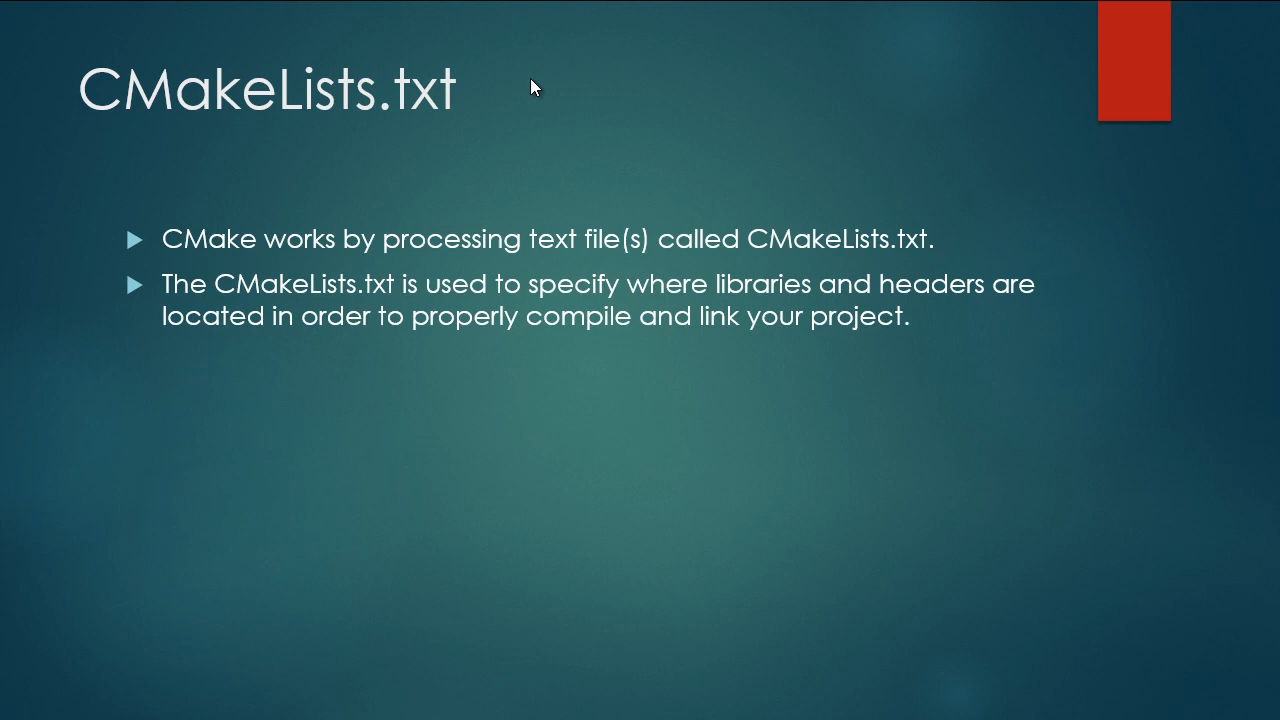 CMakeLists.txt
CMake works by processing text file(s) called CMakeLists.txt.
The CMakeLists.txt is used to specify where libraries and headers are
located in order to properly compile and link your project.